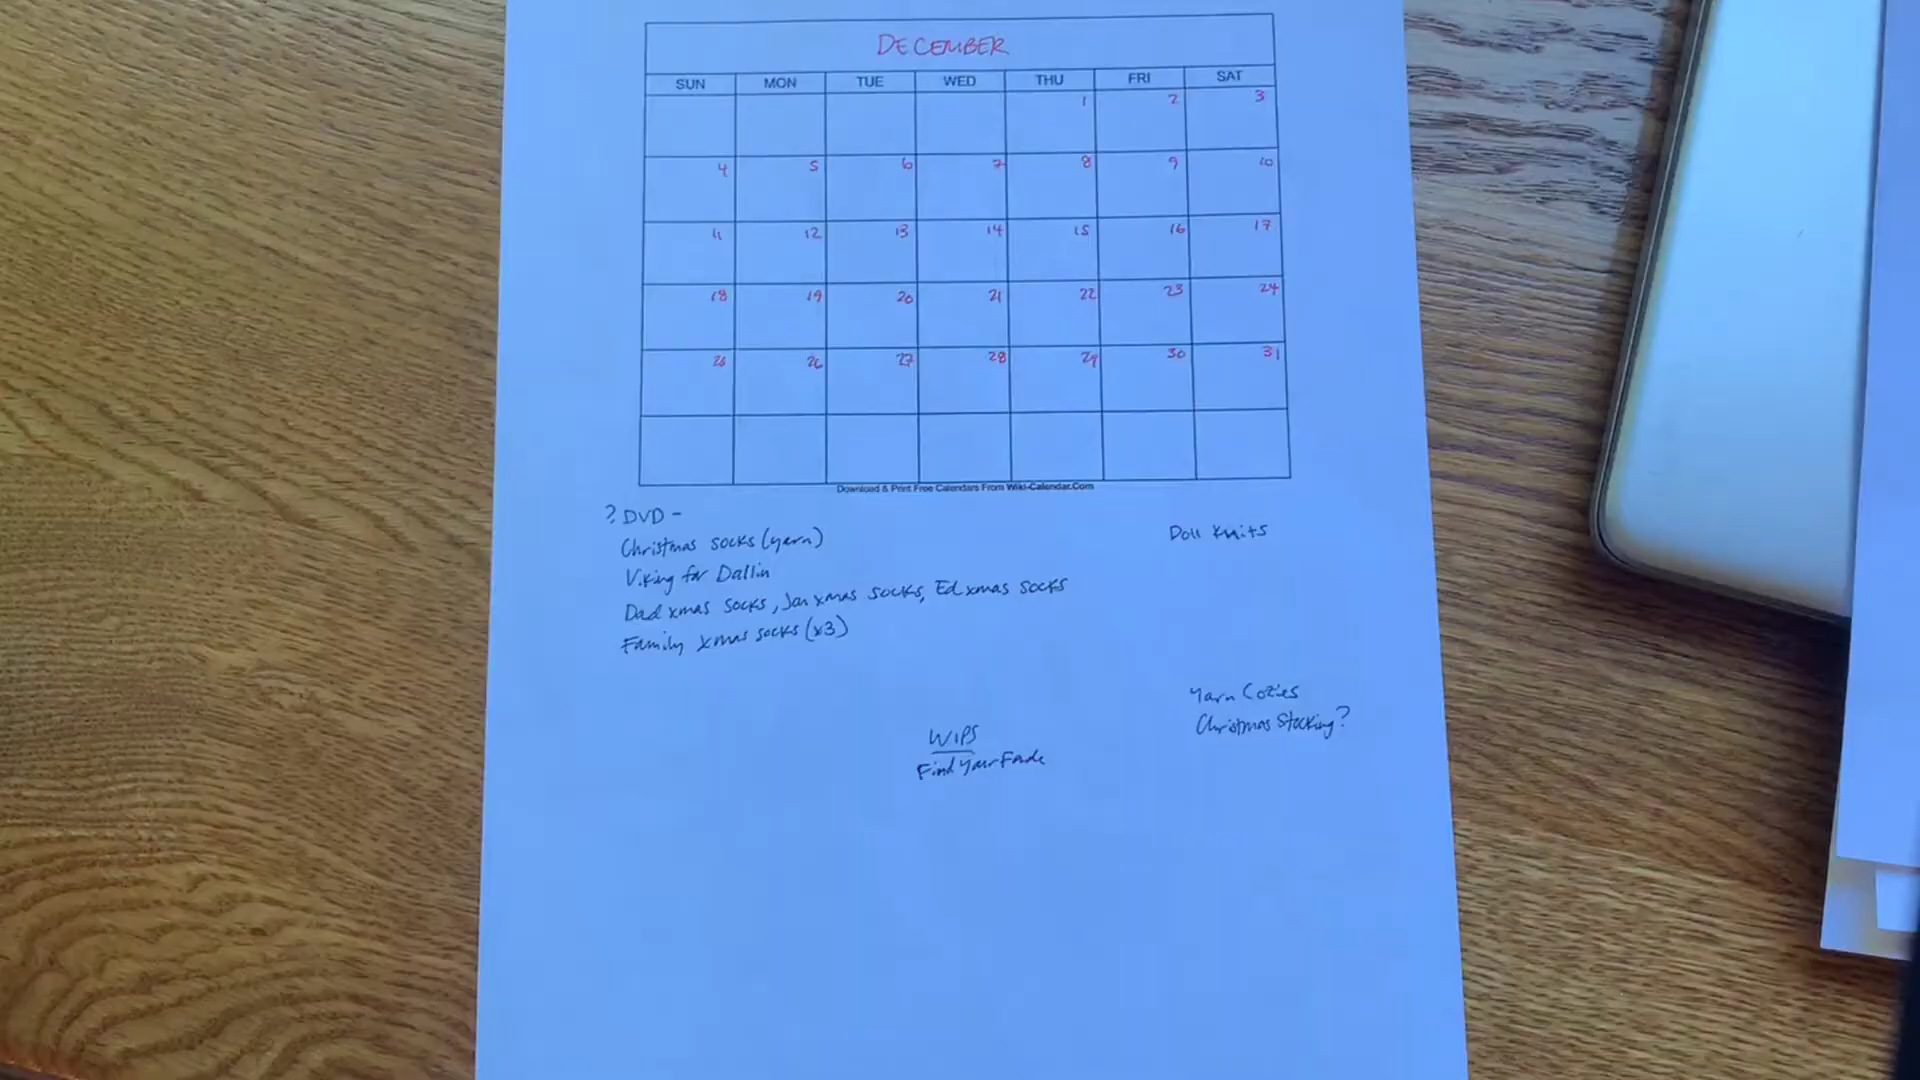 DECEMBER
SUN MON TUE WED THU FRI SAT
1 2 3
4 5 6 7 8 9 10
11 12 13 14 15 16 17
18 19 20 21 22 23 24
25 26 27 28 29 30 31
Download & Print Free Calendars From Wiki-Calendar.Com
? DVD -
Christmas socks (yarn)
Viking for Dallin
Dad xmas socks, Jan xmas socks, Ed xmas socks
Family xmas socks (x3)
Doll Knits
Yarn Cozies
Christmas Stocking?
WIPS
Find Your Fade